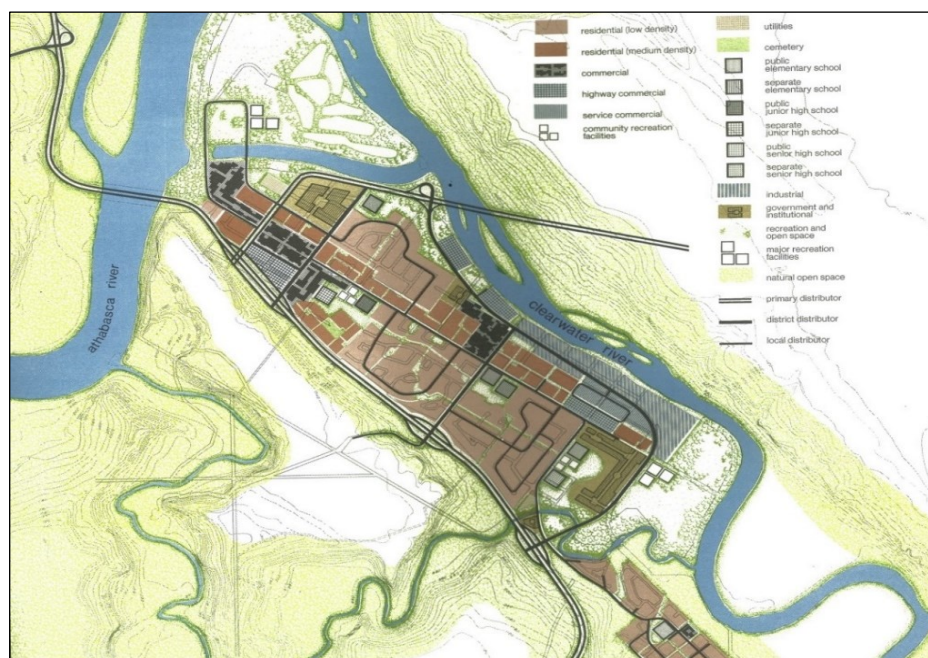 residential (low density)
residential (medium density)
commercial
highway commercial
service commercial
community recreation
facilities
utilities
cemetery
public
elementary school
separate
elementary school
public
junior high school
separate
junior high school
public
senior high school
separate
senior high school
industrial
government and
institutional
recreation and
open space
major recreation
facilities
natural open space
primary distributor
district distributor
local distributor
athabasca river
clearwater river